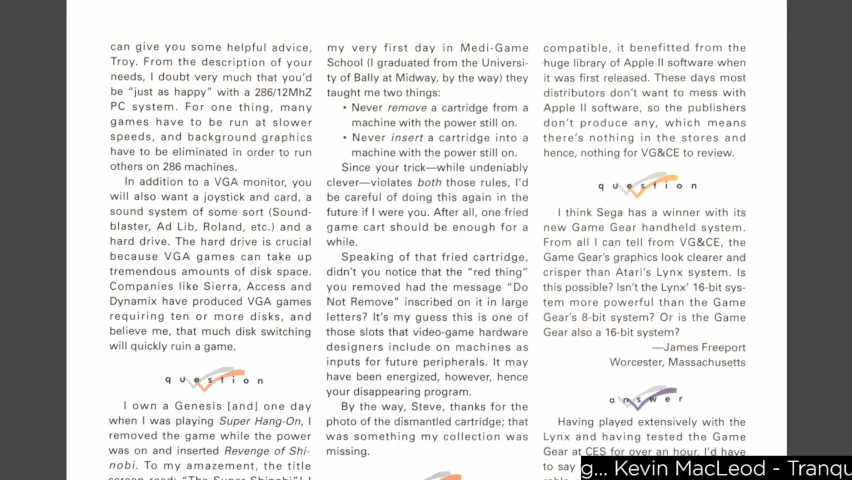 can give you some helpful advice,
Troy. From the description of your
needs, I doubt very much that you'd
be "just as happy" with a 286/12MhZ
PC system. For one thing, many
games have to be run at slower
speeds, and background graphics
have to be eliminated in order to run
others on 286 machines.
In addition to a VGA monitor, you
will also want a joystick and card, a
sound system of some sort (Sound-
blaster, Ad Lib, Roland, etc.) and a
hard drive. The hard drive is crucial
because VGA games can take up
tremendous amounts of disk space.
Companies like Sierra, Access and
Dynamix have produced VGA games
requiring ten or more disks, and
believe me, that much disk switching
will quickly ruin a game.
question
I own a Genesis [and] one day
when I was playing Super Hang-On, I
removed the game while the power
was on and inserted Revenge of Shi-
nobi. To my amazement, the title
screen read: "The Super Shinobi" I
my very first day in Medi-Game
School (I graduated from the Universi-
ty of Bally at Midway, by the way) they
taught me two things:
• Never remove a cartridge from a
machine with the power still on.
• Never insert a cartridge into a
machine with the power still on.
Since your trick—while undeniably
clever—violates both those rules, I'd
be careful of doing this again in the
future if I were you. After all, one fried
game cart should be enough for a
while.
Speaking of that fried cartridge,
didn't you notice that the "red thing"
you removed had the message "Do
Not Remove" inscribed on it in large
letters? It's my guess this is one of
those slots that video-game hardware
designers include on machines as
inputs for future peripherals. It may
have been energized, however, hence
your disappearing program.
By the way, Steve, thanks for the
photo of the dismantled cartridge; that
was something my collection was
missing.
compatible, it benefitted from the
huge library of Apple II software when
it was first released. These days most
distributors don't want to mess with
Apple II software, so the publishers
don't produce any, which means
there's nothing in the stores and
hence, nothing for VG&CE to review.
question
I think Sega has a winner with its
new Game Gear handheld system.
From all I can tell from VG&CE, the
Game Gear's graphics look clearer and
crisper than Atari's Lynx system. Is
this possible? Isn't the Lynx' 16-bit sys-
tem more powerful than the Game
Gear's 8-bit system? Or is the Game
Gear also a 16-bit system?
—James Freeport
Worcester, Massachusetts
answer
Having played extensively with the
Lynx and having tested the Game
Gear at CES for over an hour, I'd have
to say
g... Kevin MacLeod - Tranqu